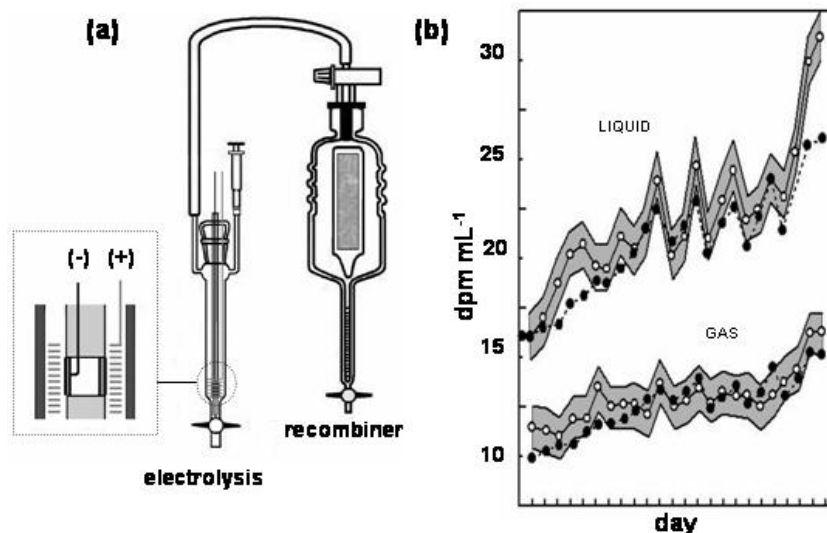 (a)
(-) (+)
electrolysis
recombiner
(b)
30
25
20
15
10
dpm mL⁻¹
LIQUID
GAS
day